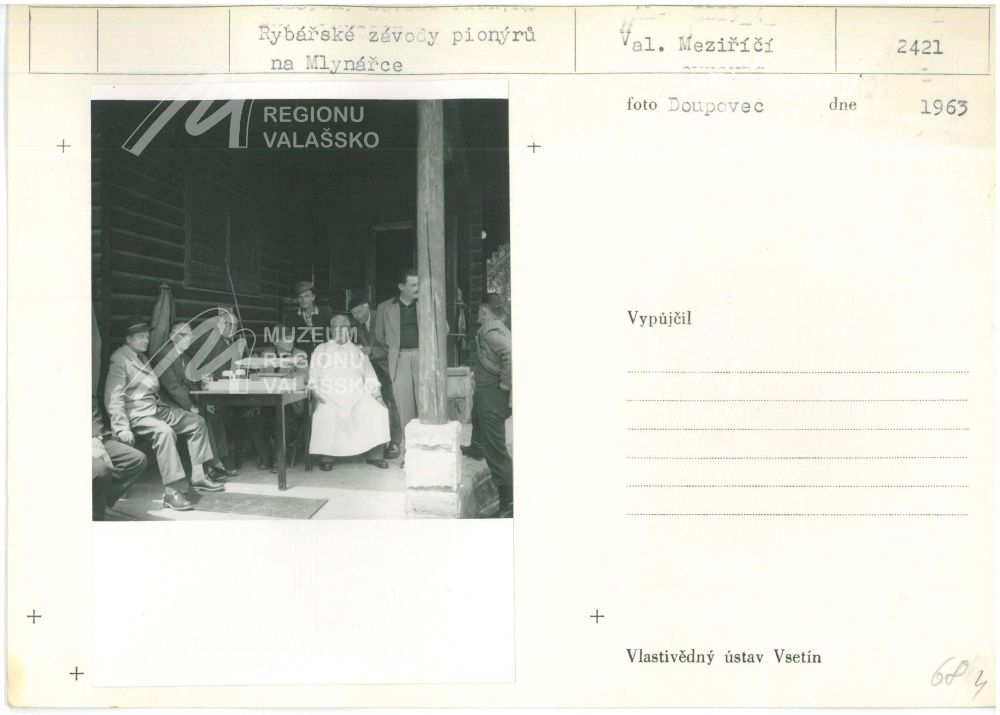 Rybářské závody pionýrů
na Mlynářce
Val. Meziříčí
2421
foto Doupovec dne 1963
REGIONU
VALAŠSKO
MUZEUM
REGIONU
VALAŠSKO
Vypůjčil
Vlastivědný ústav Vsetín
68